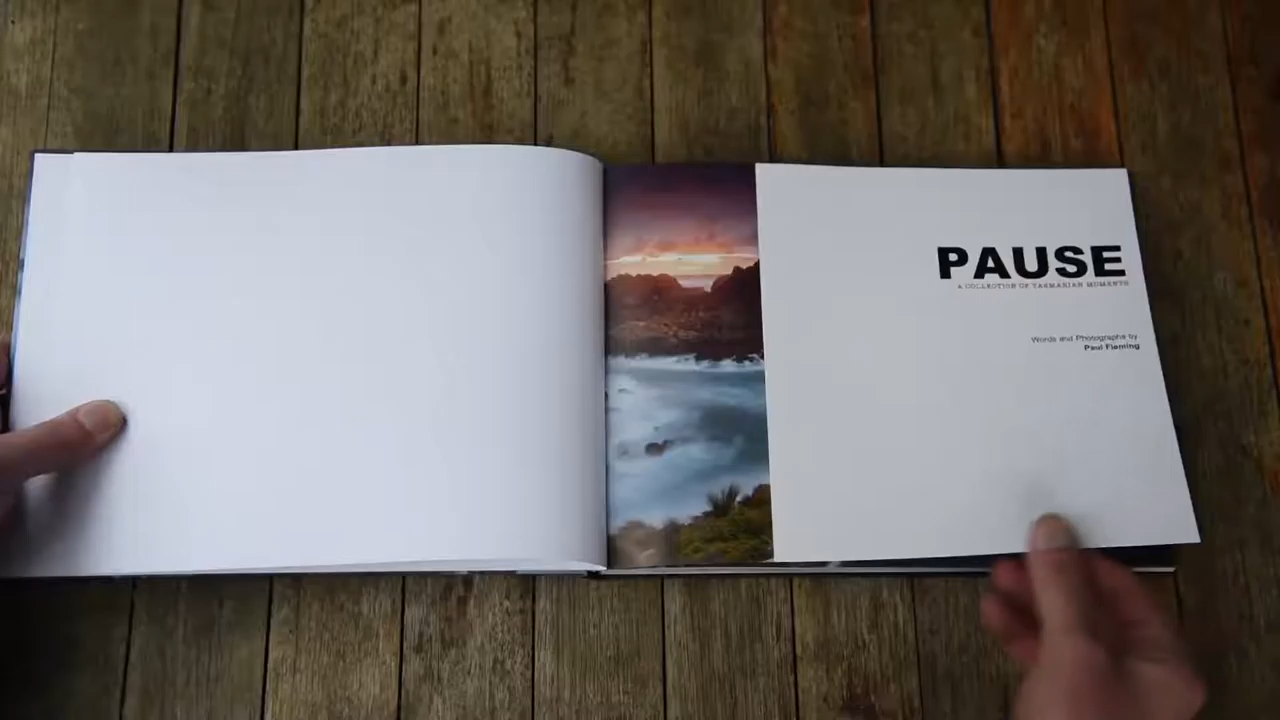 PAUSE
A COLLECTION OF TASMANIAN MOMENTS
Words and Photographs by
Paul Fleming